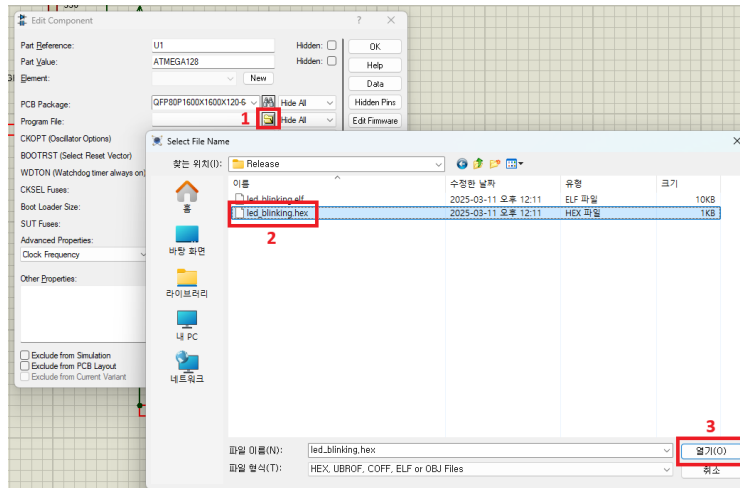 330
Edit Component
? ×
Part Reference: U1 Hidden: OK
Part Value: ATMEGA128 Hidden: Help
Element: New Data
PCB Package: QFP80P1600X1600X120-6 Hide All Hidden Pins
Program File: 1 Hide All Edit Firmware
CKOPT (Oscillator Options)
BOOTRST (Select Reset Vector)
WDTON (Watchdog timer always on)
CKSEL Fuses:
Boot Loader Size:
SUT Fuses:
Advanced Properties:
Clock Frequency
Other Properties:
Exclude from Simulation
Exclude from PCB Layout
Exclude from Current Variant
Select File Name
찾는 위치(I): Release
이름 수정한 날짜 유형 크기
led_blinking.elf 2025-03-11 오후 12:11 ELF 파일 10KB
led_blinking.hex 2025-03-11 오후 12:11 HEX 파일 1KB
2
홈
바탕 화면
라이브러리
내 PC
네트워크
3
파일 이름(N): led_blinking.hex 열기(O)
파일 형식(T): HEX, UBROF, COFF, ELF or OBJ Files 취소